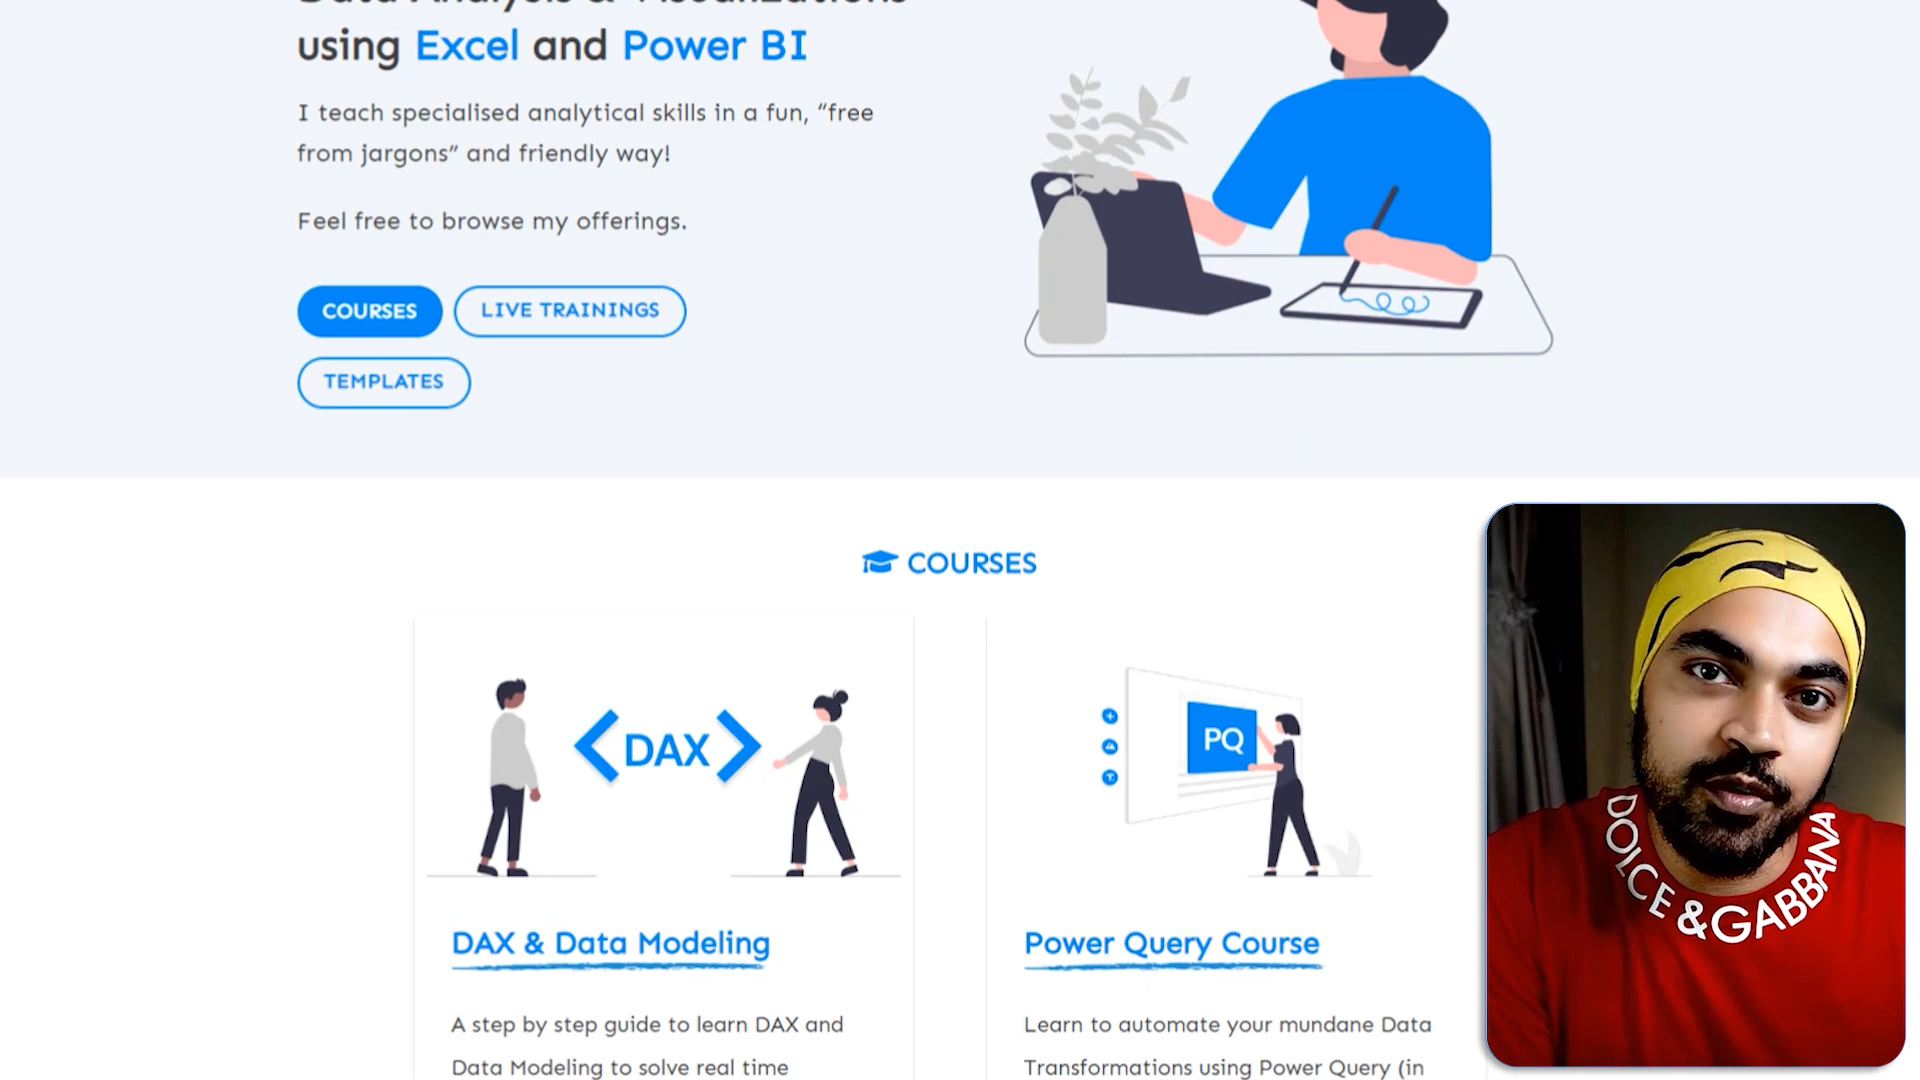 Data Analysis & Visualizations
using Excel and Power BI
I teach specialised analytical skills in a fun, “free
from jargons” and friendly way!
Feel free to browse my offerings.
COURSES
LIVE TRAININGS
TEMPLATES
COURSES
DAX
PQ
DAX & Data Modeling
A step by step guide to learn DAX and
Data Modeling to solve real time
Power Query Course
Learn to automate your mundane Data
Transformations using Power Query (in
DOLCE & GABBANA